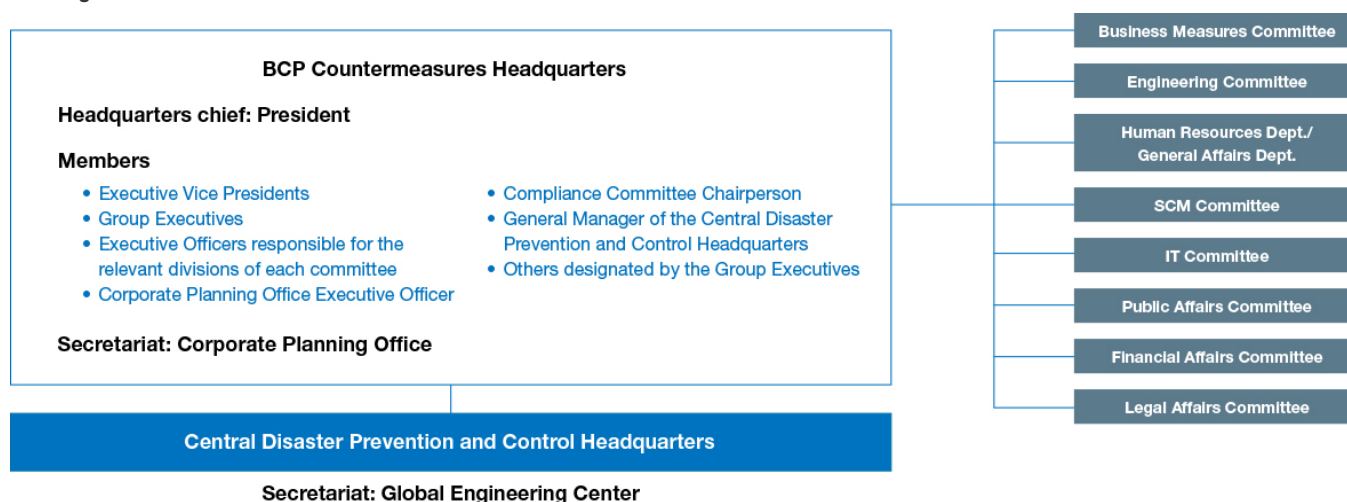 BCP Countermeasures Headquarters
Headquarters chief: President
Members
• Executive Vice Presidents
• Group Executives
• Executive Officers responsible for the
relevant divisions of each committee
• Corporate Planning Office Executive Officer
• Compliance Committee Chairperson
• General Manager of the Central Disaster
Prevention and Control Headquarters
• Others designated by the Group Executives
Secretariat: Corporate Planning Office
Central Disaster Prevention and Control Headquarters
Secretariat: Global Engineering Center
Business Measures Committee
Engineering Committee
Human Resources Dept./
General Affairs Dept.
SCM Committee
IT Committee
Public Affairs Committee
Financial Affairs Committee
Legal Affairs Committee